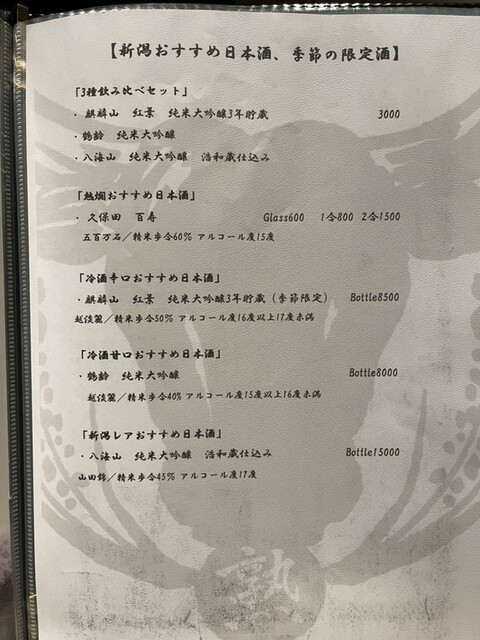 【新潟おすすめ日本酒、季節の限定酒】
「3種飲み比べセット」
・麒麟山　紅葉　純米大吟醸3年貯蔵　3000
・鶴齢　純米大吟醸
・八海山　純米大吟醸　浩和蔵仕込み
「熱燗おすすめ日本酒」
・久保田　百寿　Glass600　1合800　2合1500
五百万石／精米歩合60% アルコール度15度
「冷酒辛口おすすめ日本酒」
・麒麟山　紅葉　純米大吟醸3年貯蔵（季節限定）　Bottle8500
越淡麗／精米歩合50% アルコール度16度以上17度未満
「冷酒甘口おすすめ日本酒」
・鶴齢　純米大吟醸　Bottle8000
越淡麗／精米歩合40% アルコール度15度以上16度未満
「新潟レアおすすめ日本酒」
・八海山　純米大吟醸　浩和蔵仕込み　Bottle15000
山田錦／精米歩合45% アルコール度17度
塾